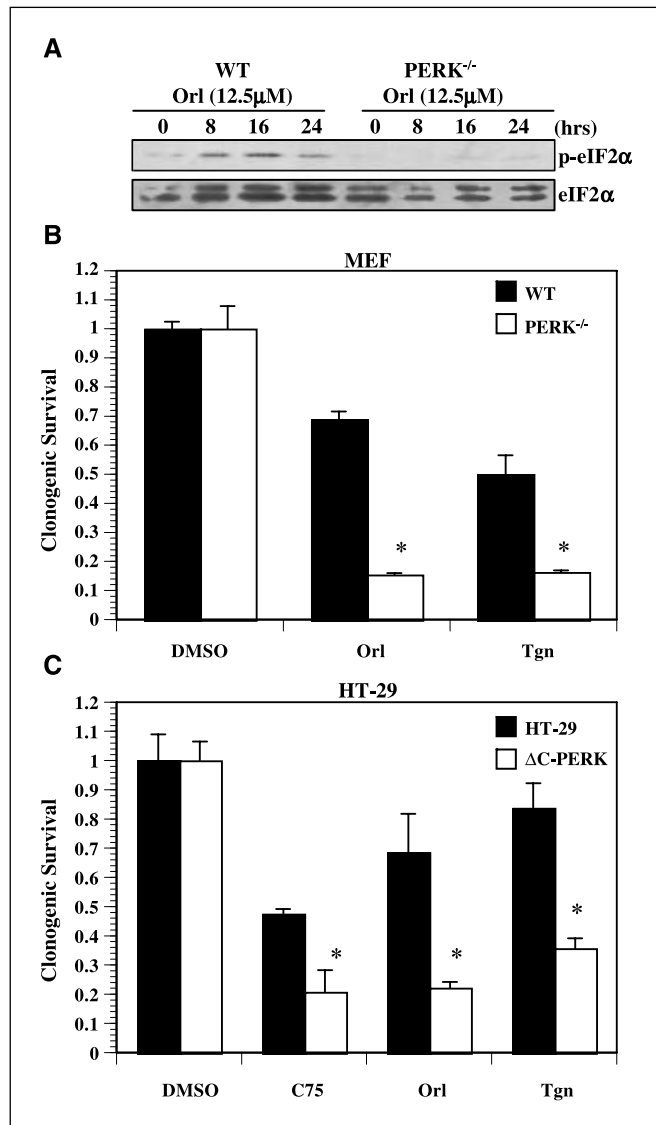 A
WT PERK-/-
Orl (12.5μM) Orl (12.5μM)
0 8 16 24 0 8 16 24 (hrs)
p-eIF2α
eIF2α
B
MEF
WT
PERK-/-
Clonogenic Survival
1.2
1.1
1
0.9
0.8
0.7
0.6
0.5
0.4
0.3
0.2
0.1
0
* *
DMSO Orl Tgn
C
HT-29
HT-29
ΔC-PERK
Clonogenic Survival
1.2
1.1
1
0.9
0.8
0.7
0.6
0.5
0.4
0.3
0.2
0.1
0
* * *
DMSO C75 Orl Tgn